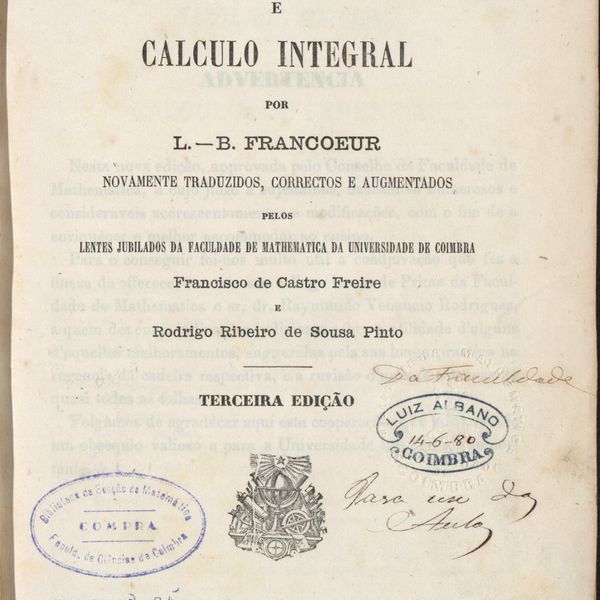 E
CALCULO INTEGRAL
POR
L.—B. FRANCOEUR
NOVAMENTE TRADUZIDOS, CORRECTOS E AUGMENTADOS
PELOS
LENTES JUBILADOS DA FACULDADE DE MATHEMATICA DA UNIVERSIDADE DE COIMBRA
Francisco de Castro Freire
E
Rodrigo Ribeiro de Sousa Pinto
Da Faculdade
TERCEIRA EDIÇÃO
LUIZ ALBANO
14-6-80
COIMBRA
Para uso da
Aula
Biblioteca da Secção de Matemática
COMPRA
Faculd. de Ciências de Coimbra